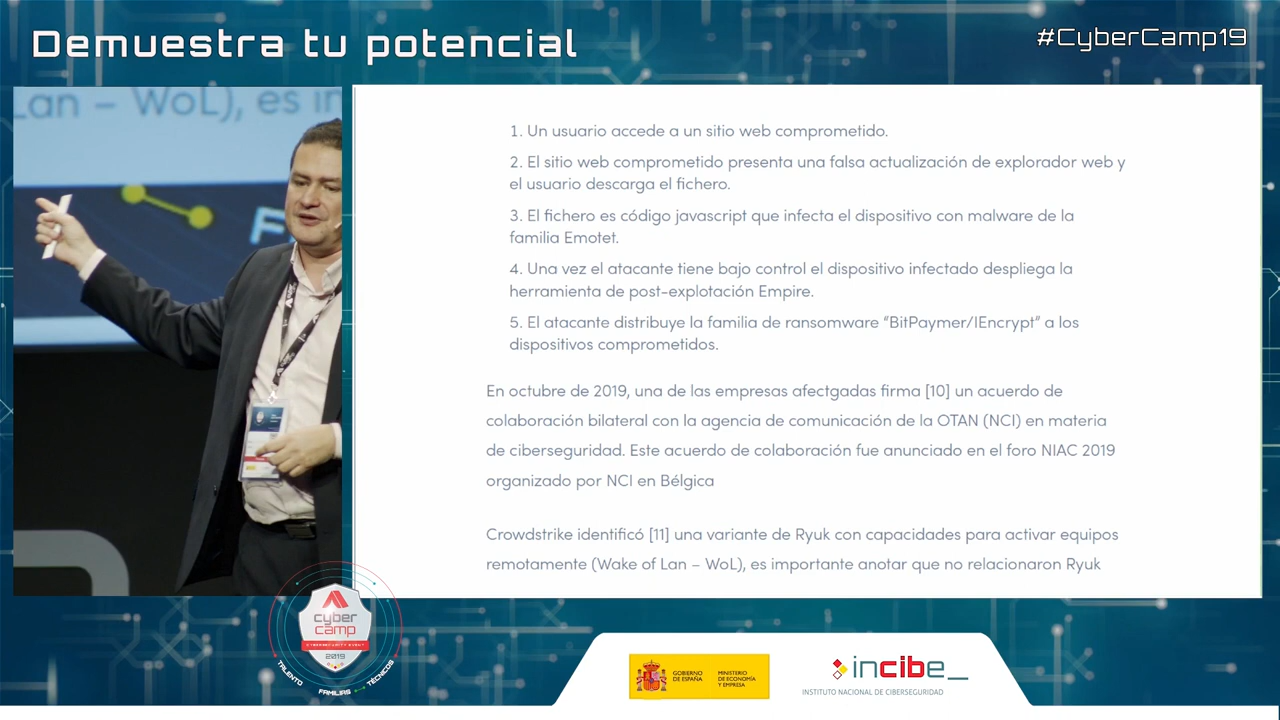 Demuestra tu potencial
#CyberCamp19
Lan – WoL), es in
1. Un usuario accede a un sitio web comprometido.
2. El sitio web comprometido presenta una falsa actualización de explorador web y
el usuario descarga el fichero.
3. El fichero es código javascript que infecta el dispositivo con malware de la
familia Emotet.
4. Una vez el atacante tiene bajo control el dispositivo infectado despliega la
herramienta de post-explotación Empire.
5. El atacante distribuye la familia de ransomware “BitPaymer/IEncrypt” a los
dispositivos comprometidos.
En octubre de 2019, una de las empresas afectgadas firma [10] un acuerdo de
colaboración bilateral con la agencia de comunicación de la OTAN (NCI) en materia
de ciberseguridad. Este acuerdo de colaboración fue anunciado en el foro NIAC 2019
organizado por NCI en Bélgica
Crowdstrike identificó [11] una variante de Ryuk con capacidades para activar equipos
remotamente (Wake of Lan – WoL), es importante anotar que no relacionaron Ryuk
cyber
camp
CYBERSECURITY EVENT
2019
TALENTO
FAMILIAS
TÉCNICOS
GOBIERNO
DE ESPAÑA
MINISTERIO
DE ECONOMÍA
Y EMPRESA
incibe_
INSTITUTO NACIONAL DE CIBERSEGURIDAD